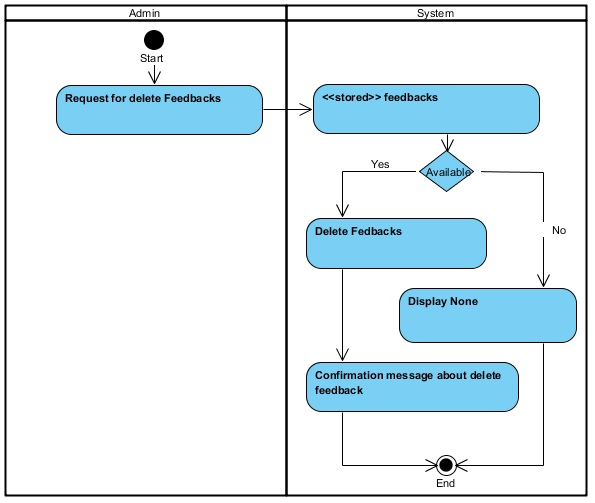 Admin
System
Start
Request for delete Feedbacks
<<stored>> feedbacks
Available
Yes
No
Delete Fedbacks
Display None
Confirmation message about delete
feedback
End